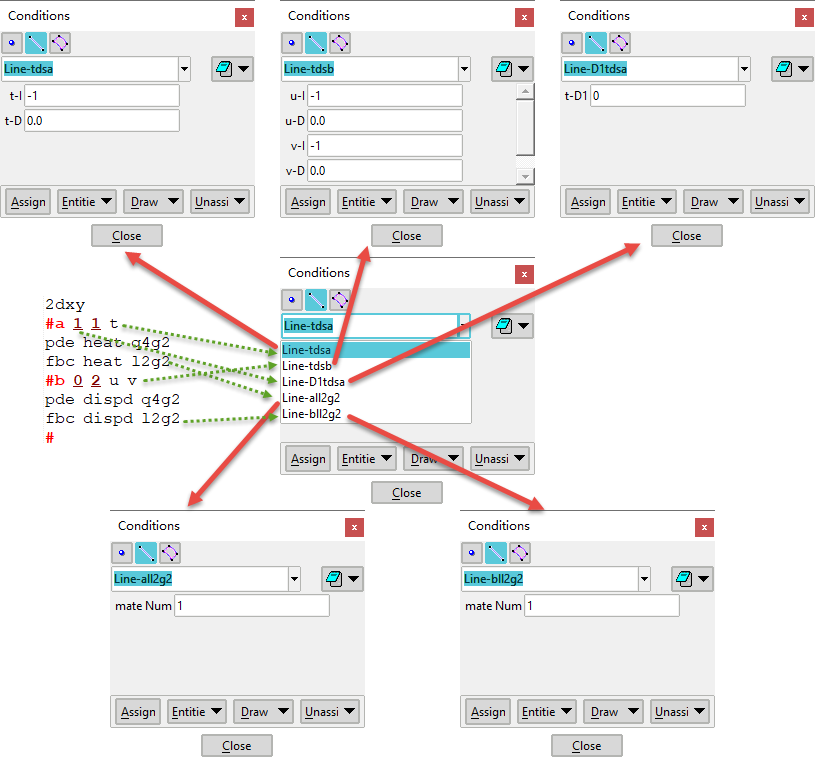 Conditions
x
Line-tdsa
t-I -1
t-D 0.0
Assign Entitie Draw Unassi
Close
Conditions
x
Line-tdsb
u-I -1
u-D 0.0
v-I -1
v-D 0.0
Assign Entitie Draw Unassi
Close
Conditions
x
Line-D1tdsa
t-D1 0
Assign Entitie Draw Unassi
Close
2dxy
#a 1 1 t
pde heat q4g2
fbc heat l2g2
#b 0 2 u v
pde dispd q4g2
fbc dispd l2g2
#
Conditions
x
Line-tdsa
Line-tdsa
Line-tdsb
Line-D1tdsa
Line-all2g2
Line-bll2g2
Assign Entitie Draw Unassi
Close
Conditions
x
Line-all2g2
mate Num 1
Assign Entitie Draw Unassi
Close
Conditions
x
Line-bll2g2
mate Num 1
Assign Entitie Draw Unassi
Close